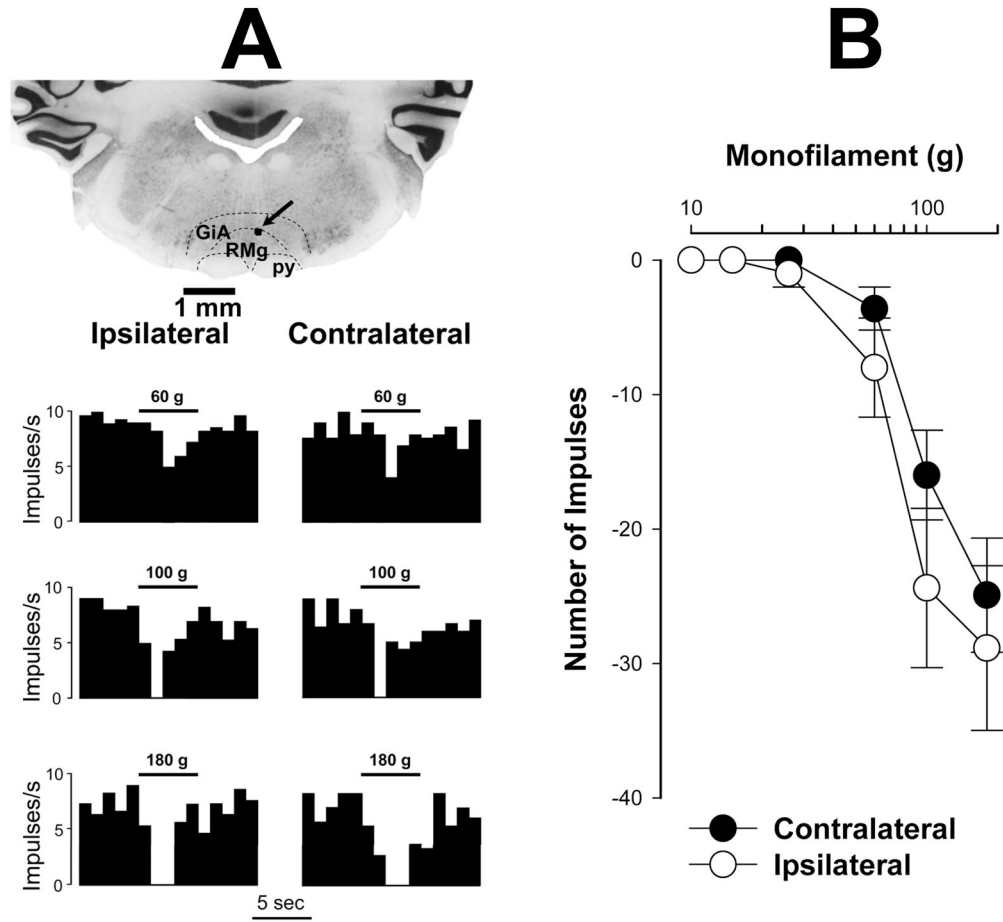 A
GiA
RMg
py
1 mm
Ipsilateral Contralateral
60 g 60 g
10
5
0
Impulses/s
100 g 100 g
10
5
0
Impulses/s
180 g 180 g
10
5
0
Impulses/s
5 sec
B
Monofilament (g)
10 100
0
-10
-20
-30
-40
Number of Impulses
Contralateral
Ipsilateral